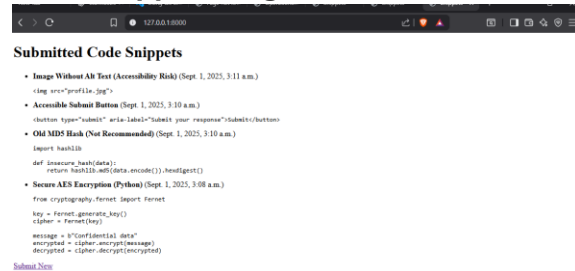 127.0.0.1:8000
Submitted Code Snippets
Image Without Alt Text (Accessibility Risk) (Sept. 1, 2025, 3:11 a.m.)
<img src="profile.jpg">
Accessible Submit Button (Sept. 1, 2025, 3:10 a.m.)
<button type="submit" aria-label="Submit your response">Submit</button>
Old MD5 Hash (Not Recommended) (Sept. 1, 2025, 3:10 a.m.)
import hashlib
def insecure_hash(data):
    return hashlib.md5(data.encode()).hexdigest()
Secure AES Encryption (Python) (Sept. 1, 2025, 3:08 a.m.)
from cryptography.fernet import Fernet
key = Fernet.generate_key()
cipher = Fernet(key)
message = b"Confidential data"
encrypted = cipher.encrypt(message)
decrypted = cipher.decrypt(encrypted)
Submit New